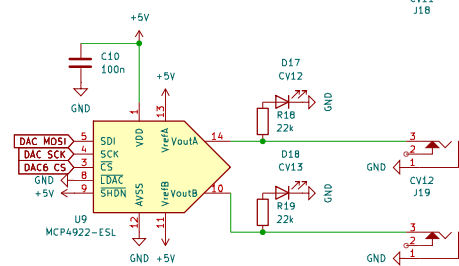 CV11
J18
+5V
C10
100n
GND
+5V
D17
CV12
GND
R18
22k
1
13
VDD
VrefA
VoutA
14
DAC MOSI
5
SDI
DAC SCK
4
SCK
DAC6 CS
3
CS
GND
8
LDAC
+5V
9
SHDN
AVSS
VrefB
VoutB
10
12
11
U9
MCP4922-ESL
GND
+5V
D18
CV13
GND
R19
22k
3
2
GND
1
CV12
J19
3
2
GND
1